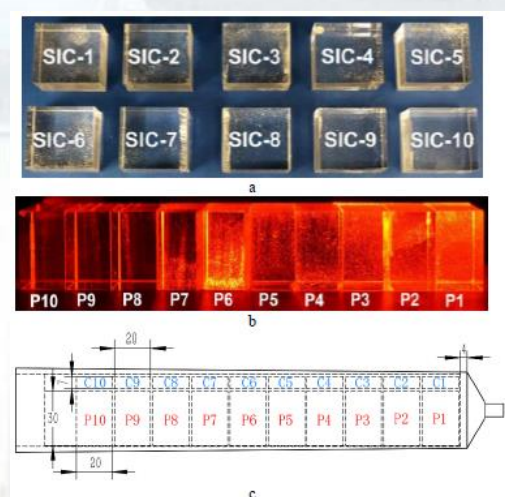 SIC-1 SIC-2 SIC-3 SIC-4 SIC-5
SIC-6 SIC-7 SIC-8 SIC-9 SIC-10
a
P10 P9 P8 P7 P6 P5 P4 P3 P2 P1
b
20
4
7 C10 C9 C8 C7 C6 C5 C4 C3 C2 C1
30 P10 P9 P8 P7 P6 P5 P4 P3 P2 P1
20
c